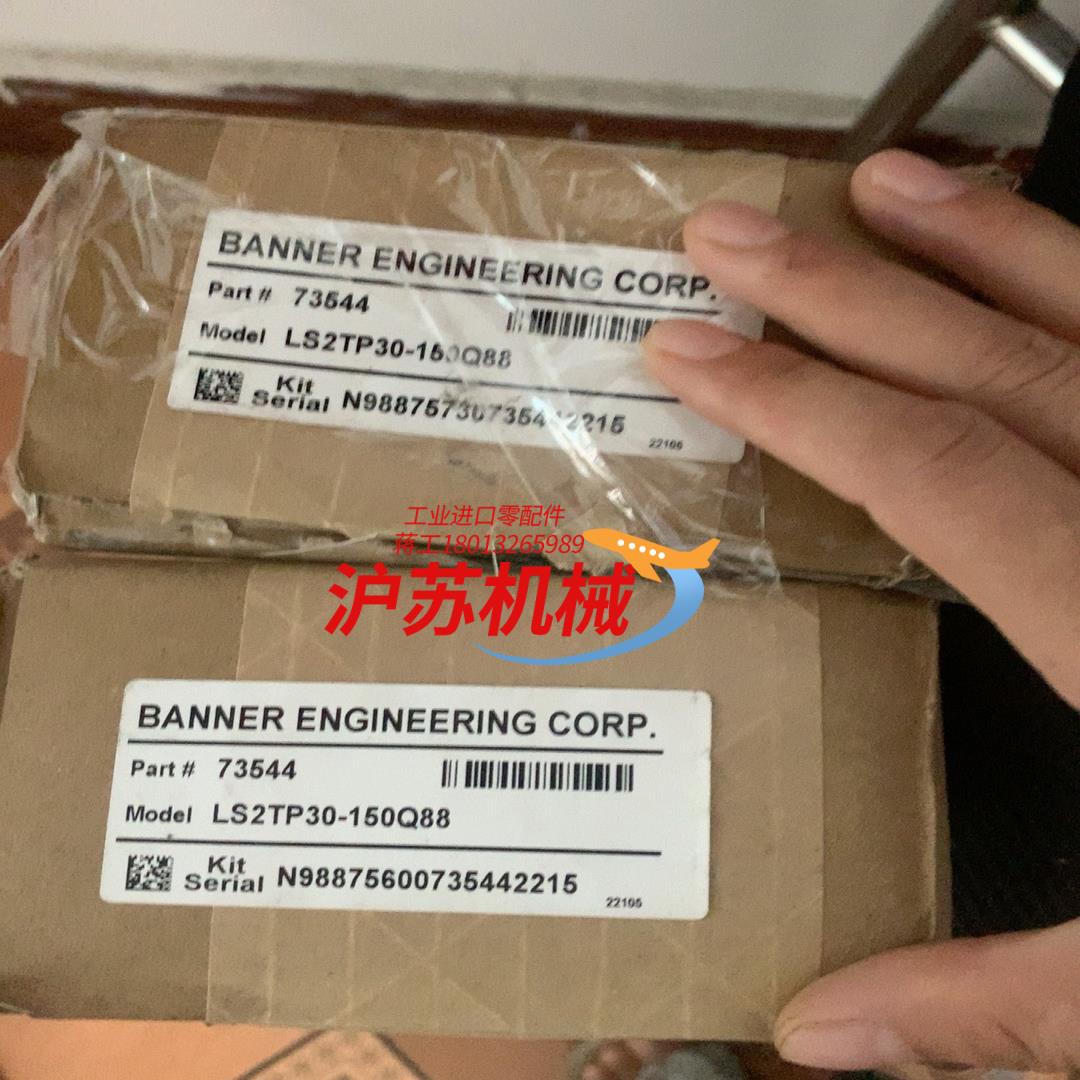 BANNER ENGINEERING CORP.
Part # 73544
Model LS2TP30-150Q88
Kit
Serial N98875730735442215
22105
工业进口零配件
蒋工18013265989
沪苏机械
BANNER ENGINEERING CORP.
Part # 73544
Model LS2TP30-150Q88
Kit
Serial N98875600735442215
22105